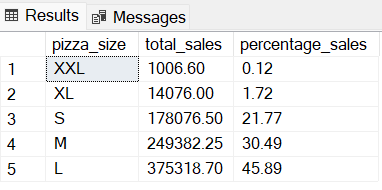 Results Messages
pizza_size total_sales percentage_sales
1 XXL 1006.60 0.12
2 XL 14076.00 1.72
3 S 178076.50 21.77
4 M 249382.25 30.49
5 L 375318.70 45.89